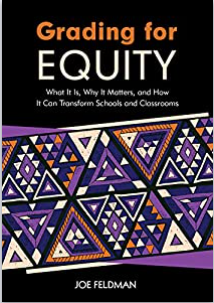 Grading for
EQUITY
What It Is, Why It Matters, and How
It Can Transform Schools and Classrooms
JOE FELDMAN